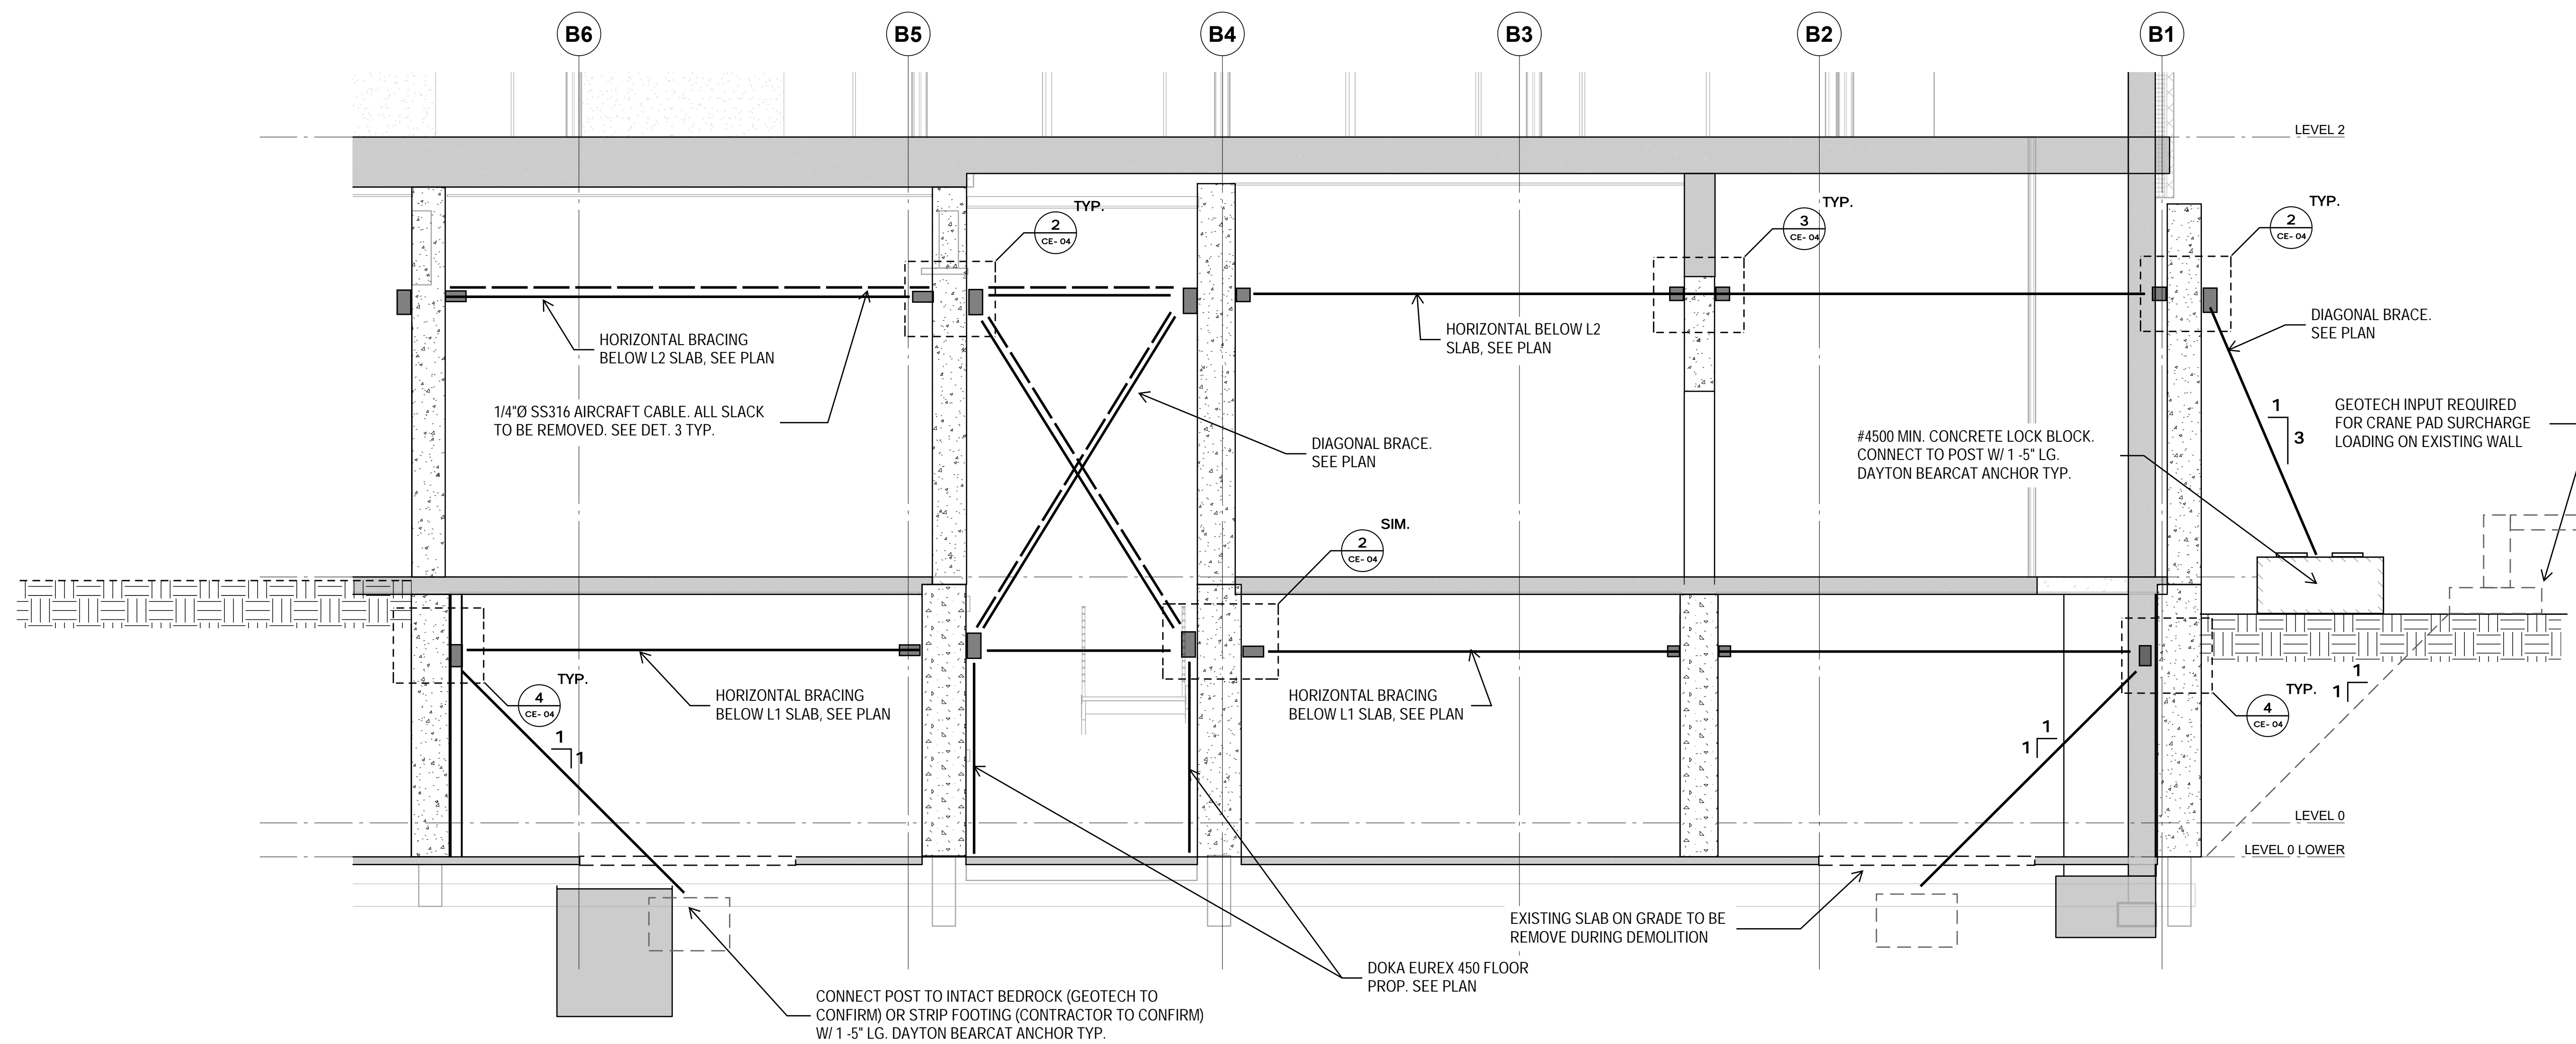 B6
B5
B4
B3
B2
B1
LEVEL 2
2
CE- 04
TYP.
3
CE- 04
TYP.
2
CE- 04
TYP.
HORIZONTAL BRACING
BELOW L2 SLAB, SEE PLAN
HORIZONTAL BELOW L2
SLAB, SEE PLAN
DIAGONAL BRACE.
SEE PLAN
1/4"Ø SS316 AIRCRAFT CABLE. ALL SLACK
TO BE REMOVED. SEE DET. 3 TYP.
DIAGONAL BRACE.
SEE PLAN
#4500 MIN. CONCRETE LOCK BLOCK.
CONNECT TO POST W/ 1 -5" LG.
DAYTON BEARCAT ANCHOR TYP.
1
3
GEOTECH INPUT REQUIRED
FOR CRANE PAD SURCHARGE
LOADING ON EXISTING WALL
2
CE- 04
SIM.
4
CE- 04
TYP.
HORIZONTAL BRACING
BELOW L1 SLAB, SEE PLAN
HORIZONTAL BRACING
BELOW L1 SLAB, SEE PLAN
4
CE- 04
TYP.
1
1
1
1
1
1
LEVEL 0
LEVEL 0 LOWER
EXISTING SLAB ON GRADE TO BE
REMOVE DURING DEMOLITION
DOKA EUREX 450 FLOOR
PROP. SEE PLAN
CONNECT POST TO INTACT BEDROCK (GEOTECH TO
CONFIRM) OR STRIP FOOTING (CONTRACTOR TO CONFIRM)
W/ 1 -5" LG. DAYTON BEARCAT ANCHOR TYP.